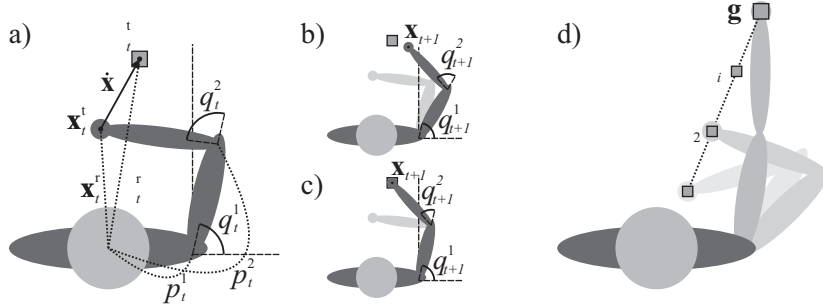 a)
t
t
ẋ
x_t^t
q_t^2
x_t^r
r
t
q_t^1
p_t^1
p_t^2
b)
x_{t+1}
q_{t+1}^2
q_{t+1}^1
c)
x_{t+1}
q_{t+1}^2
q_{t+1}^1
d)
g
i
2